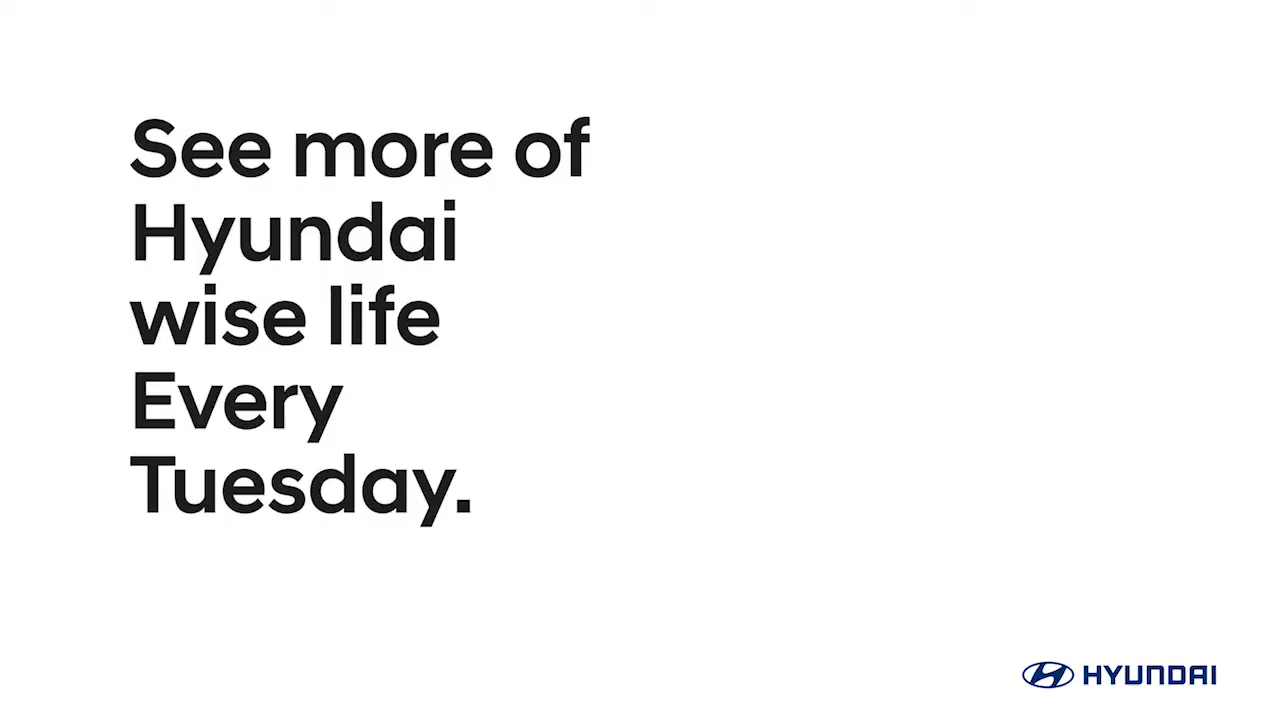 See more of
Hyundai
wise life
Every
Tuesday.
HYUNDAI